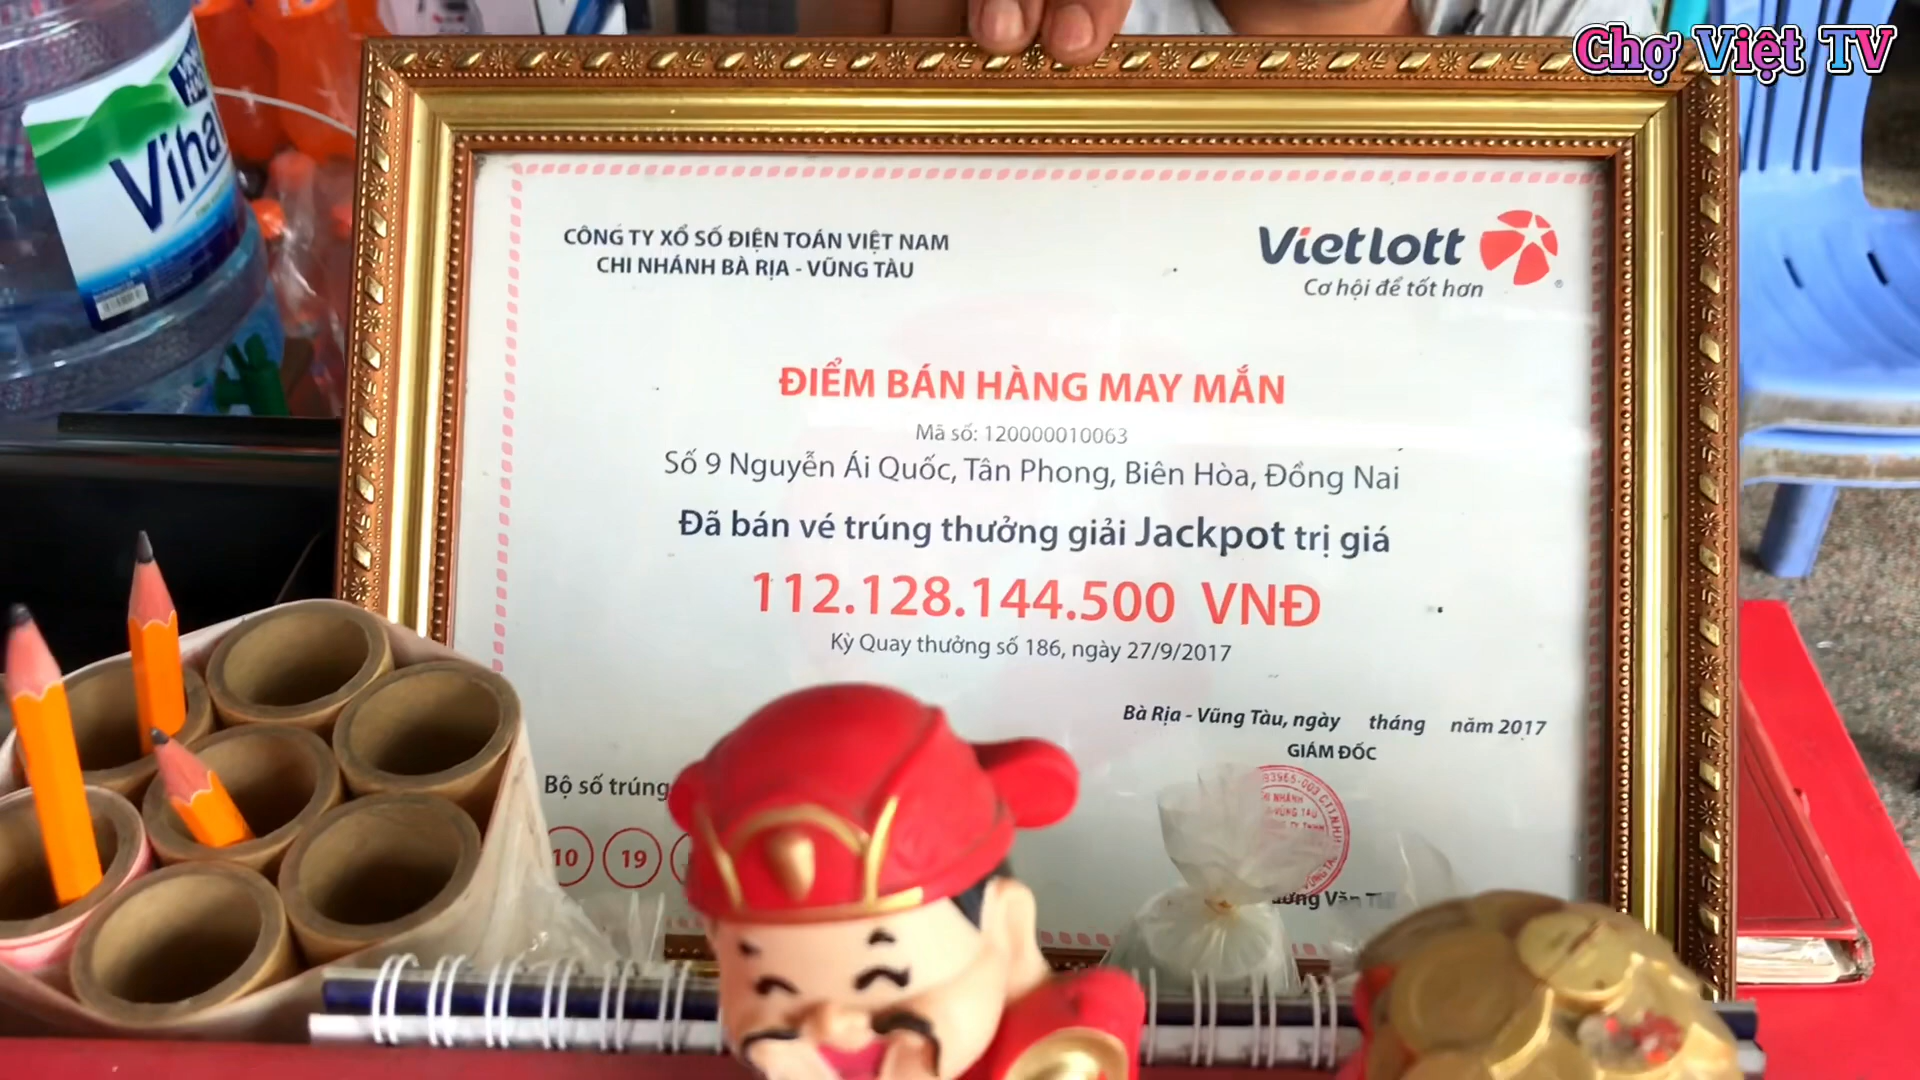 Chợ Việt TV
CÔNG TY XỔ SỐ ĐIỆN TOÁN VIỆT NAM
CHI NHÁNH BÀ RỊA - VŨNG TÀU
Vietlott
Cơ hội để tốt hơn
ĐIỂM BÁN HÀNG MAY MẮN
Mã số: 120000010063
Số 9 Nguyễn Ái Quốc, Tân Phong, Biên Hòa, Đồng Nai
Đã bán vé trúng thưởng giải Jackpot trị giá
112.128.144.500 VNĐ
Kỳ Quay thưởng số 186, ngày 27/9/2017
Bà Rịa - Vũng Tàu, ngày tháng năm 2017
GIÁM ĐỐC
Bộ số trúng
10 19
Văn